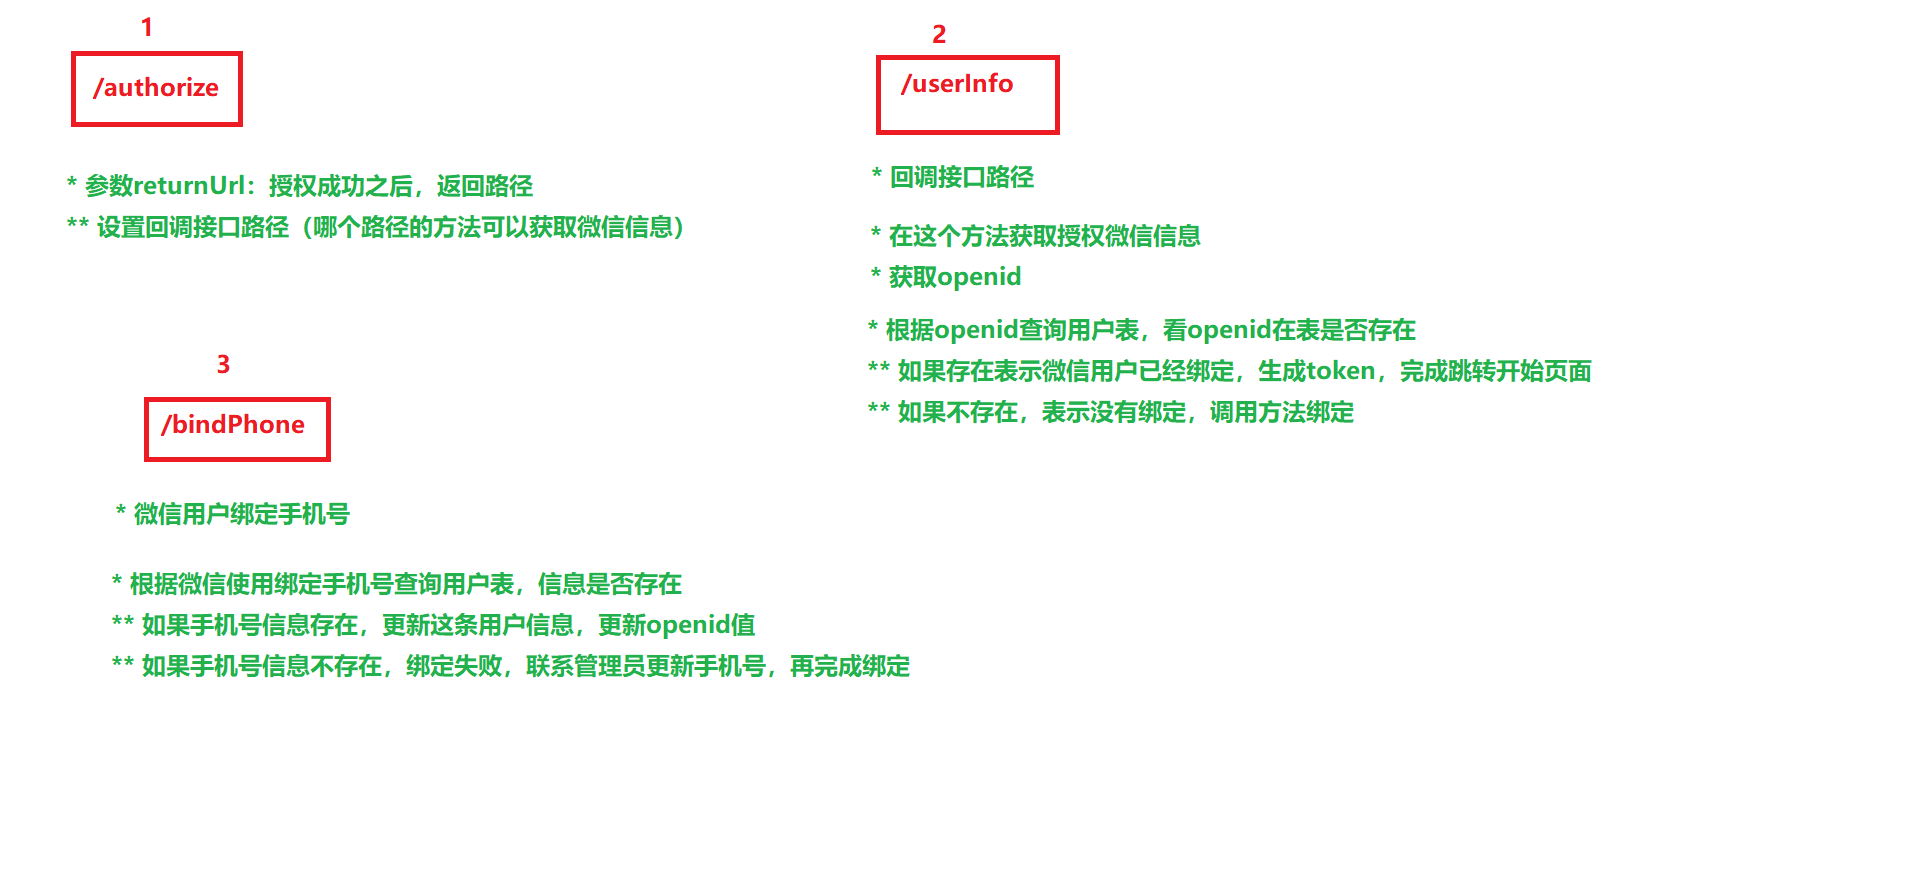 1
/authorize
* 参数returnUrl：授权成功之后，返回路径
** 设置回调接口路径（哪个路径的方法可以获取微信信息）
2
/userInfo
* 回调接口路径
* 在这个方法获取授权微信信息
* 获取openid
* 根据openid查询用户表，看openid在表是否存在
** 如果存在表示微信用户已经绑定，生成token，完成跳转开始页面
** 如果不存在，表示没有绑定，调用方法绑定
3
/bindPhone
* 微信用户绑定手机号
* 根据微信使用绑定手机号查询用户表，信息是否存在
** 如果手机号信息存在，更新这条用户信息，更新openid值
** 如果手机号信息不存在，绑定失败，联系管理员更新手机号，再完成绑定